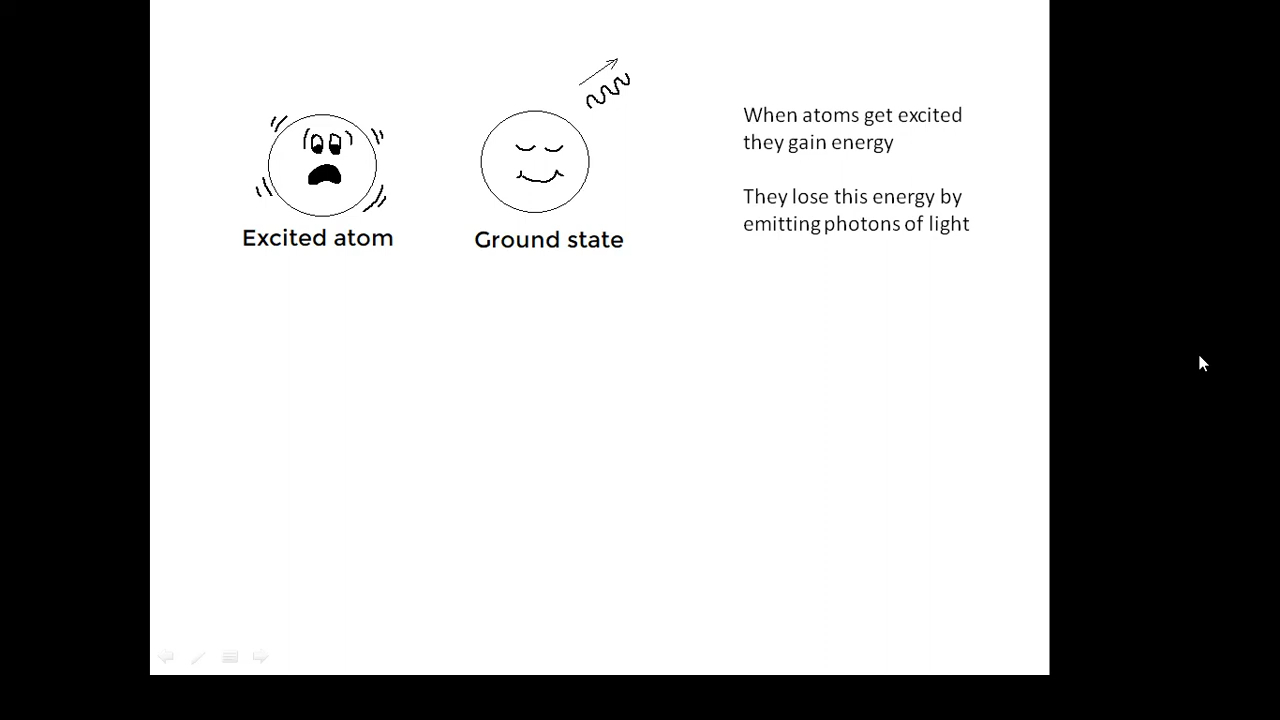 Excited atom
Ground state
When atoms get excited
they gain energy
They lose this energy by
emitting photons of light